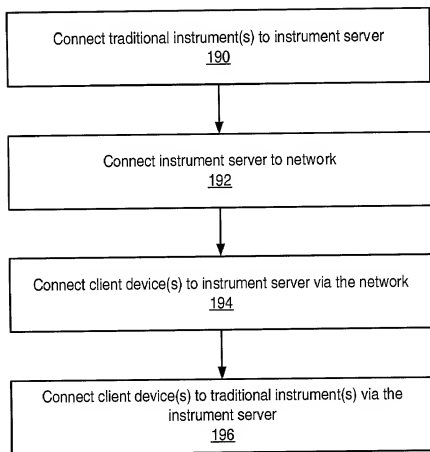 Connect traditional instrument(s) to instrument server
190
Connect instrument server to network
192
Connect client device(s) to instrument server via the network
194
Connect client device(s) to traditional instrument(s) via the
instrument server
196